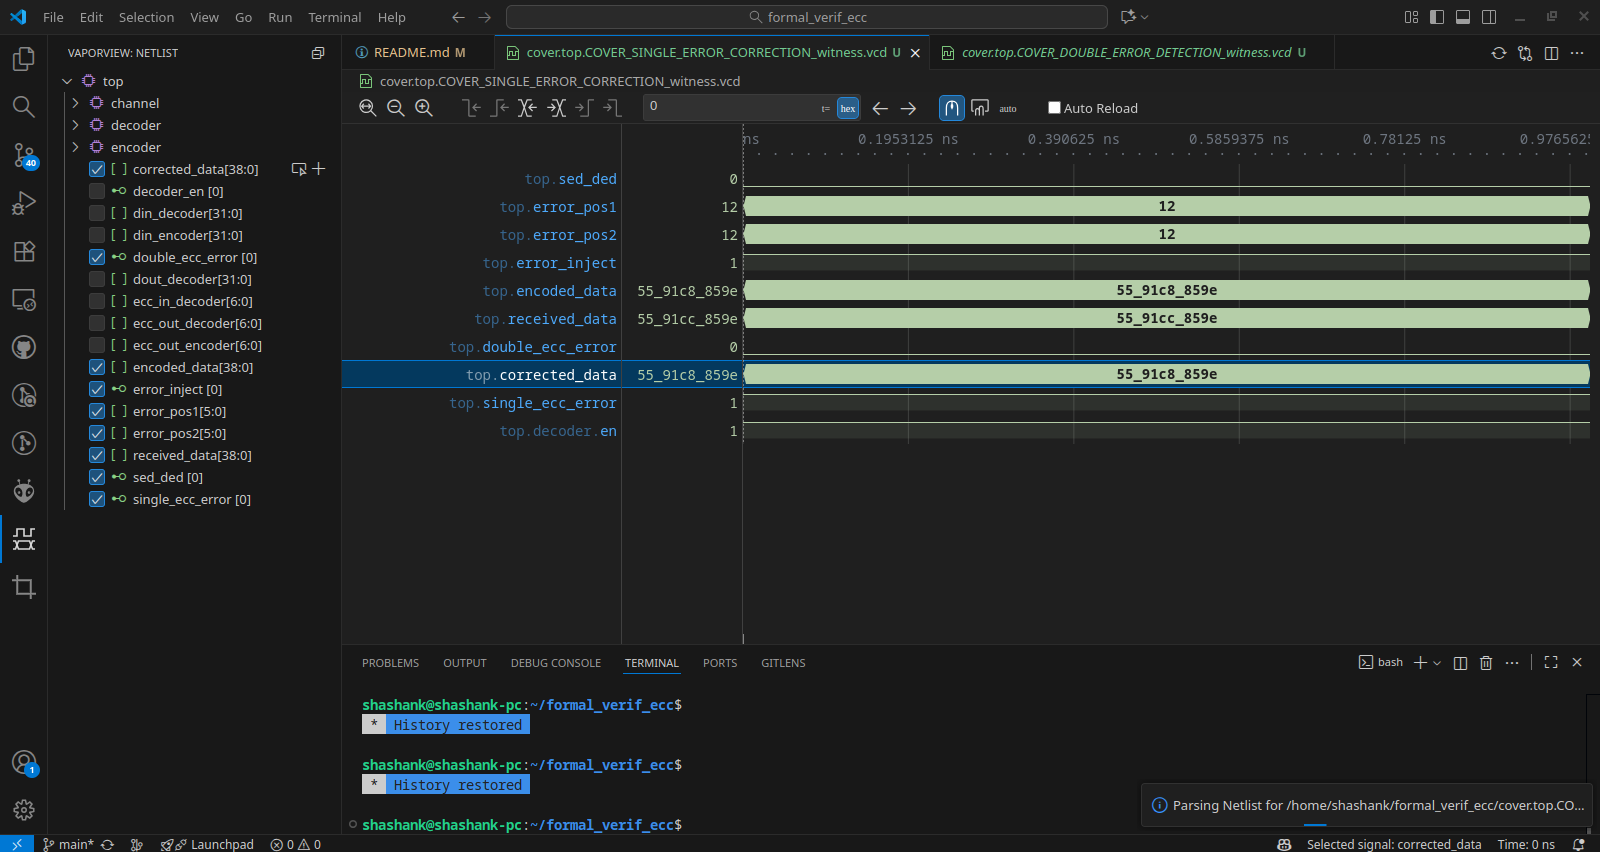 File Edit Selection View Go Run Terminal Help
formal_verif_ecc
VAPORVIEW: NETLIST
top
channel
decoder
encoder
corrected_data[38:0]
decoder_en [0]
din_decoder[31:0]
din_encoder[31:0]
double_ecc_error [0]
dout_decoder[31:0]
ecc_in_decoder[6:0]
ecc_out_decoder[6:0]
ecc_out_encoder[6:0]
encoded_data[38:0]
error_inject [0]
error_pos1[5:0]
error_pos2[5:0]
received_data[38:0]
sed_ded [0]
single_ecc_error [0]
40
1
README.md M
cover.top.COVER_SINGLE_ERROR_CORRECTION_witness.vcd U
cover.top.COVER_DOUBLE_ERROR_DETECTION_witness.vcd U
cover.top.COVER_SINGLE_ERROR_CORRECTION_witness.vcd
0 t= hex auto Auto Reload
ns 0.1953125 ns 0.390625 ns 0.5859375 ns 0.78125 ns 0.9765625
top.sed_ded 0
top.error_pos1 12 12
top.error_pos2 12 12
top.error_inject 1
top.encoded_data 55_91c8_859e 55_91c8_859e
top.received_data 55_91cc_859e 55_91cc_859e
top.double_ecc_error 0
top.corrected_data 55_91c8_859e 55_91c8_859e
top.single_ecc_error 1
top.decoder.en 1
PROBLEMS OUTPUT DEBUG CONSOLE TERMINAL PORTS GITLENS
bash
shashank@shashank-pc:~/formal_verif_ecc$
* History restored
shashank@shashank-pc:~/formal_verif_ecc$
* History restored
shashank@shashank-pc:~/formal_verif_ecc$
Parsing Netlist for /home/shashank/formal_verif_ecc/cover.top.CO...
main* Launchpad 0 0 Selected signal: corrected_data Time: 0 ns